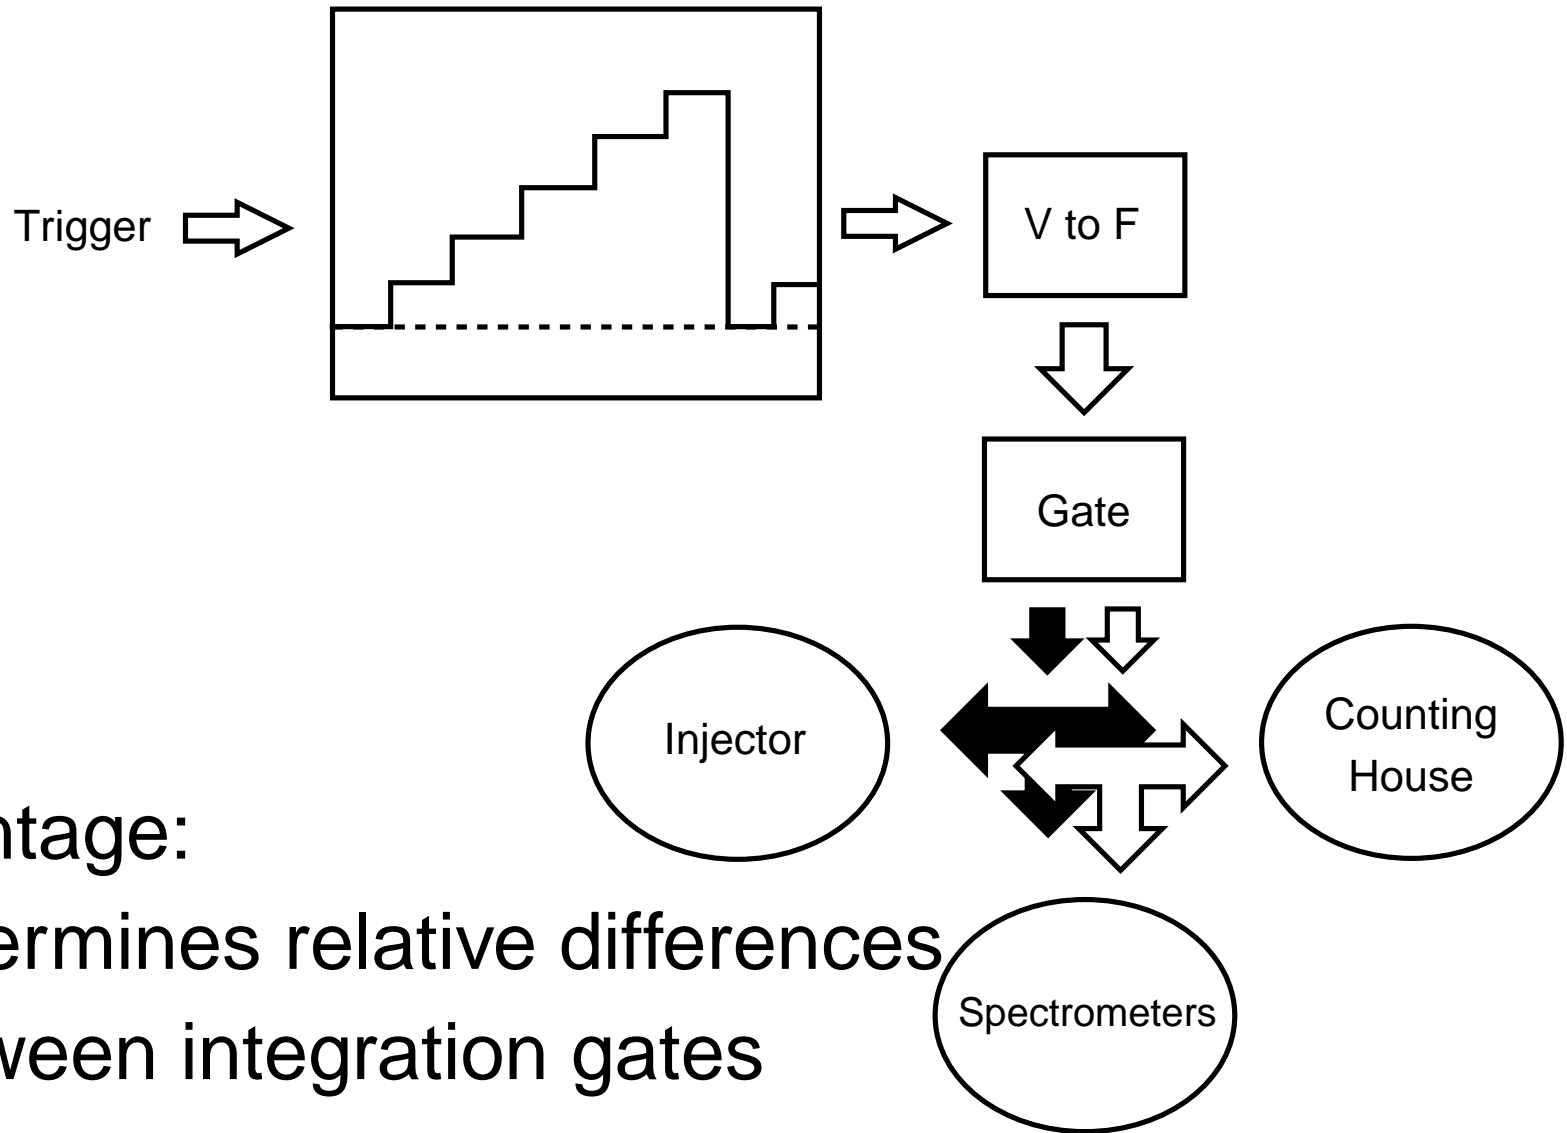 Trigger
V to F
Gate
Injector
Counting
House
ntage:
ermines relative differences
Spectrometers
ween integration gates